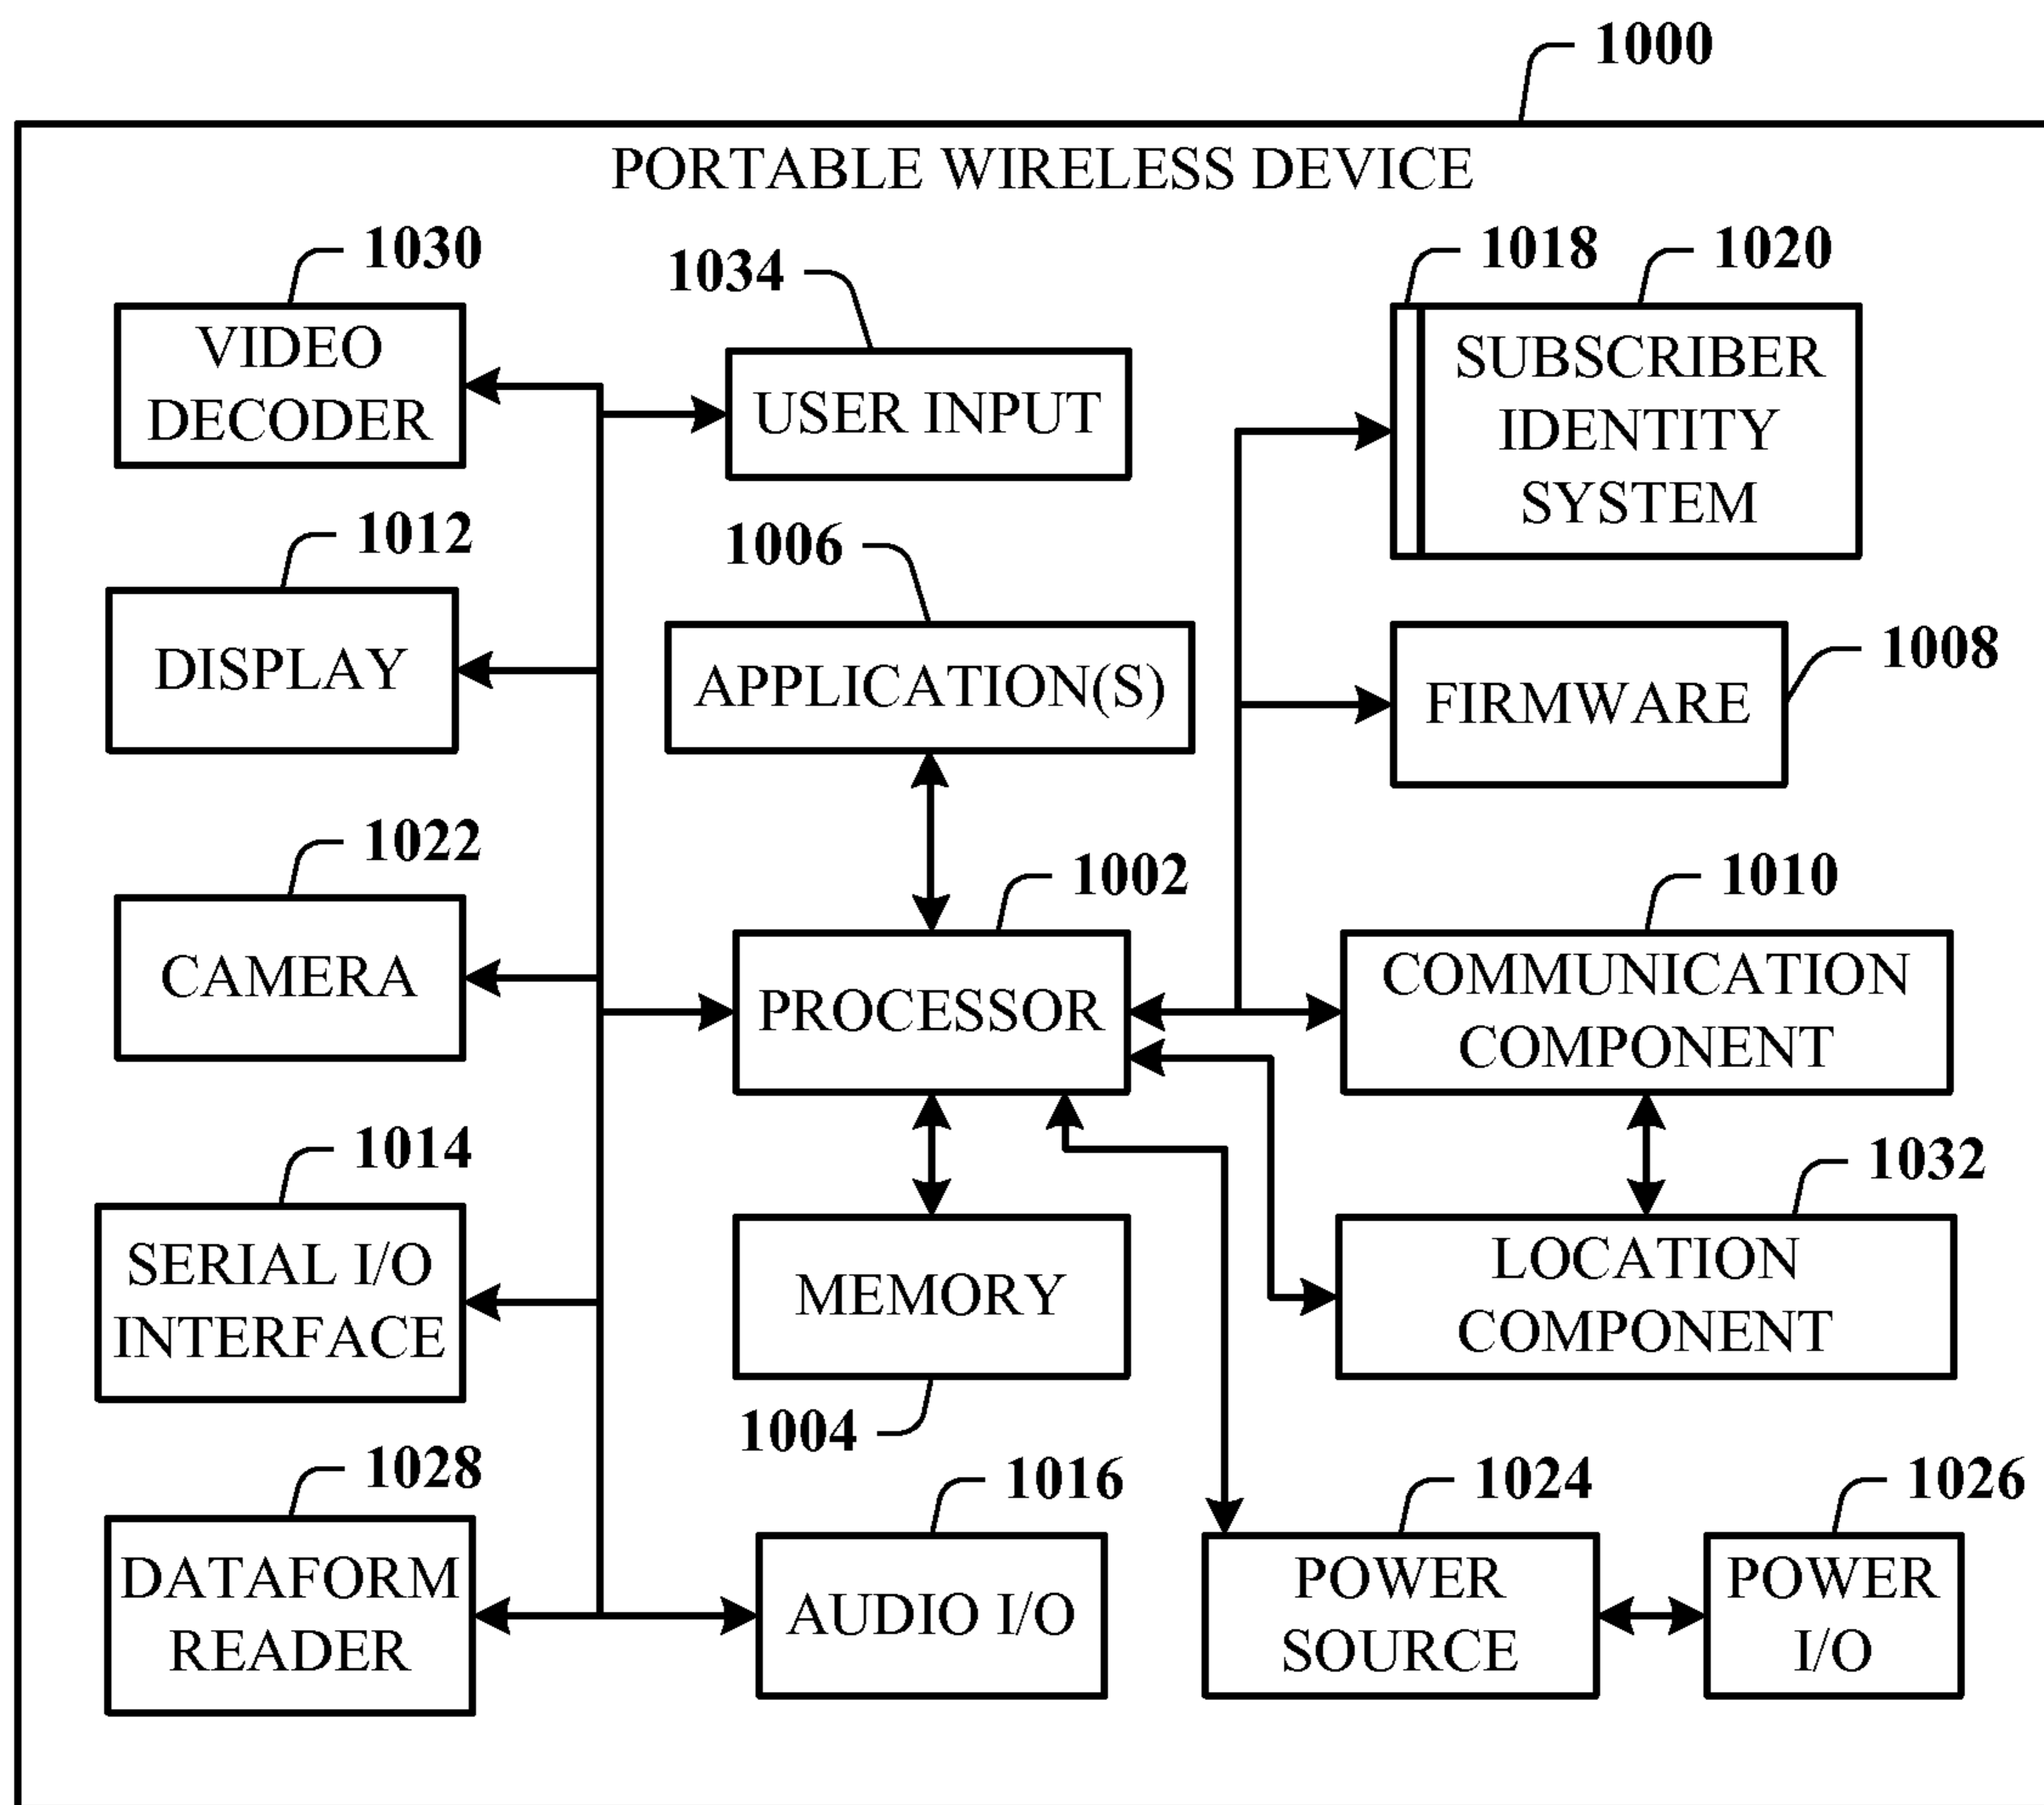 1000
PORTABLE WIRELESS DEVICE
1030
1034
1018
1020
VIDEO
DECODER
USER INPUT
SUBSCRIBER
IDENTITY
SYSTEM
1012
1006
DISPLAY
APPLICATION(S)
FIRMWARE
1008
1022
1002
1010
CAMERA
PROCESSOR
COMMUNICATION
COMPONENT
1014
1032
SERIAL I/O
INTERFACE
MEMORY
LOCATION
COMPONENT
1004
1028
1016
1024
1026
DATAFORM
READER
AUDIO I/O
POWER
SOURCE
POWER
I/O